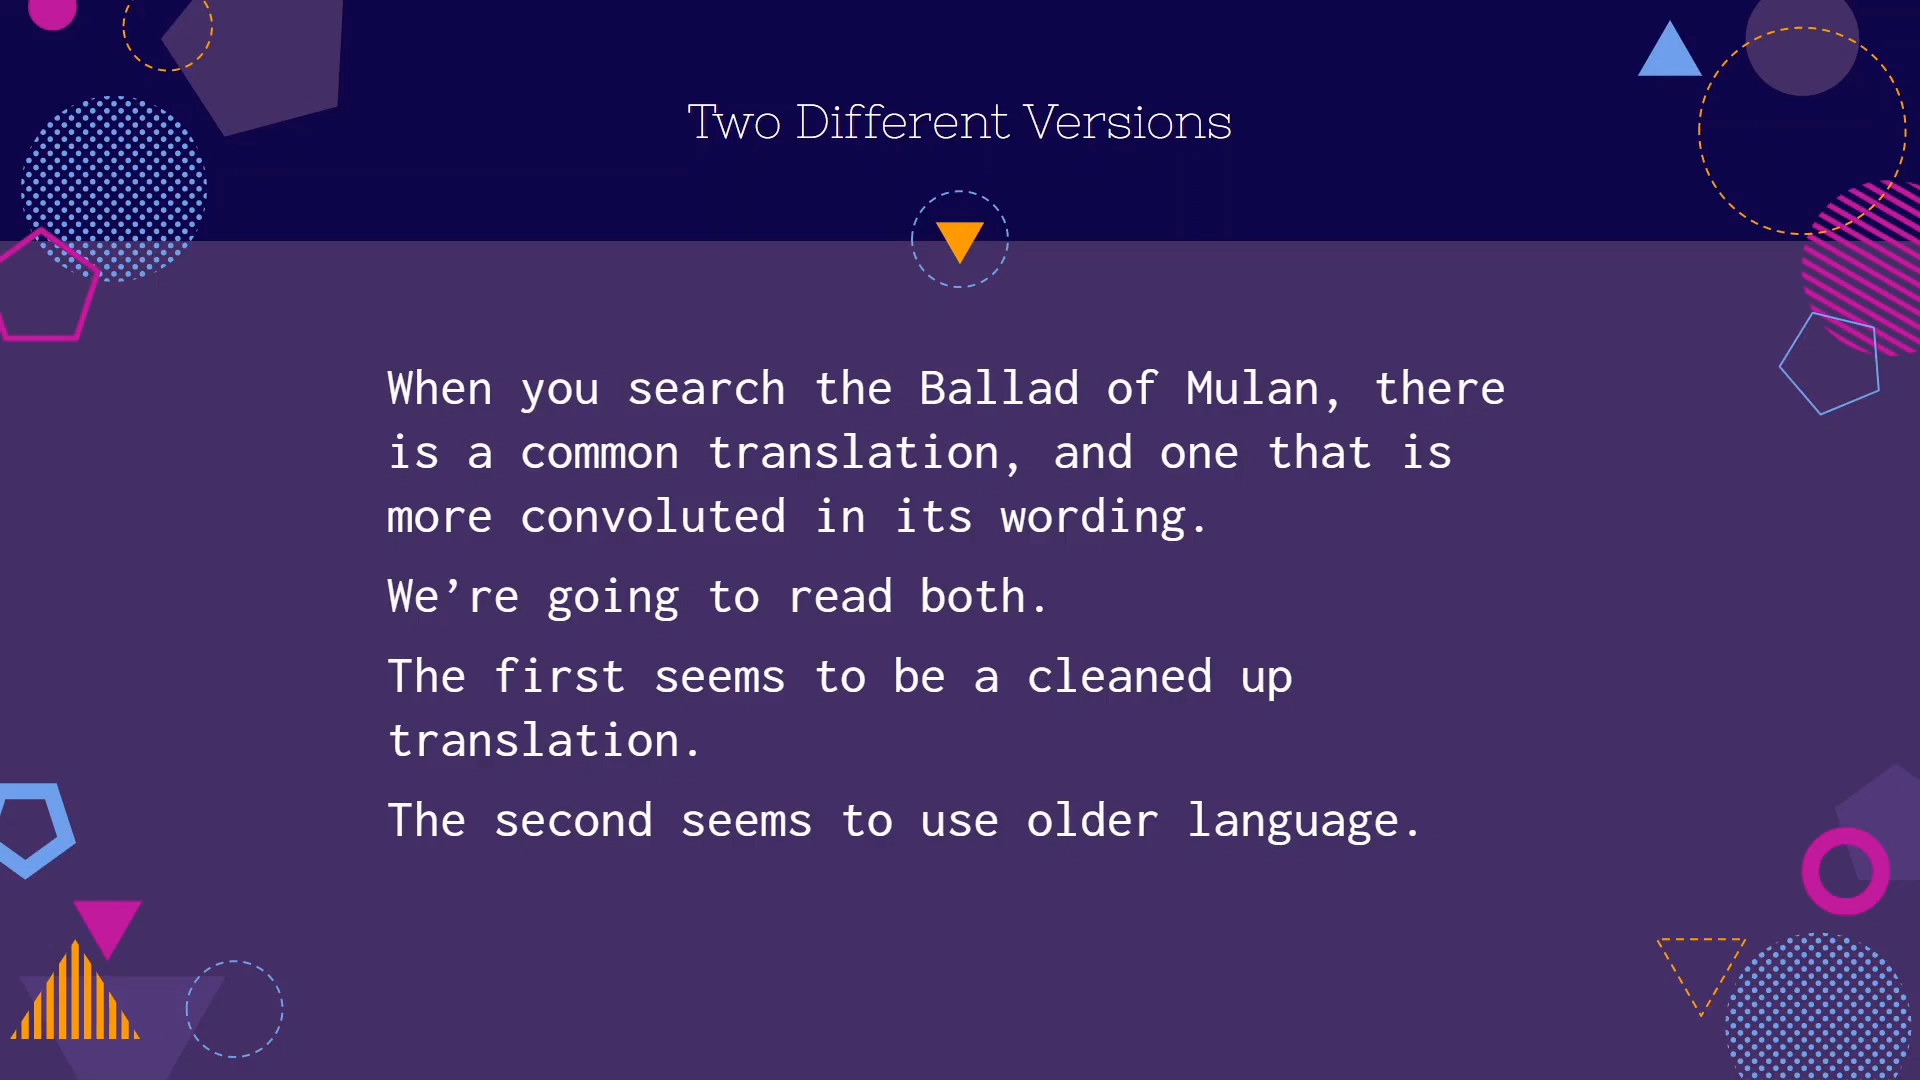 Two Different Versions
When you search the Ballad of Mulan, there
is a common translation, and one that is
more convoluted in its wording.
We’re going to read both.
The first seems to be a cleaned up
translation.
The second seems to use older language.